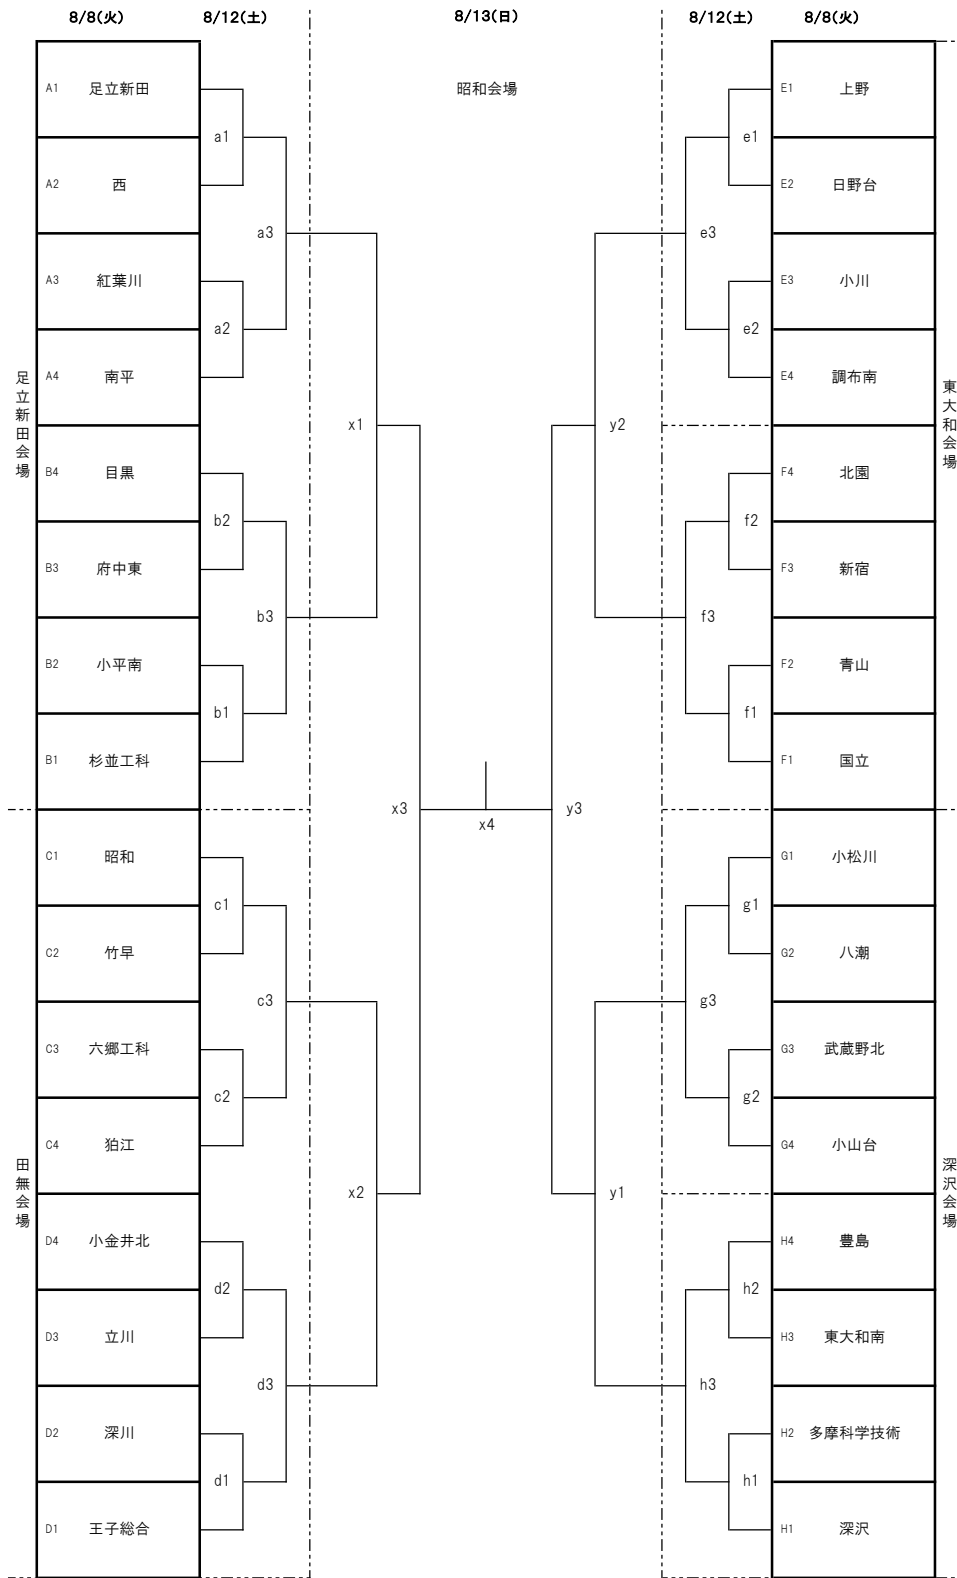 8/8(火) 8/12(土) 8/13(日) 8/12(土) 8/8(火)
昭和会場
A1 足立新田
a1
A2 西
a3
A3 紅葉川
a2
A4 南平
足立新田会場
x1
B4 目黒
b2
B3 府中東
b3
B2 小平南
b1
B1 杉並工科
x3
C1 昭和
c1
C2 竹早
c3
C3 六郷工科
c2
C4 狛江
田無会場
x2
D4 小金井北
d2
D3 立川
d3
D2 深川
d1
D1 王子総合
x4
E1 上野
e1
E2 日野台
e3
E3 小川
e2
E4 調布南
東大和会場
y2
F4 北園
f2
F3 新宿
f3
F2 青山
f1
F1 国立
y3
G1 小松川
g1
G2 八潮
g3
G3 武蔵野北
g2
G4 小山台
深沢会場
y1
H4 豊島
h2
H3 東大和南
h3
H2 多摩科学技術
h1
H1 深沢